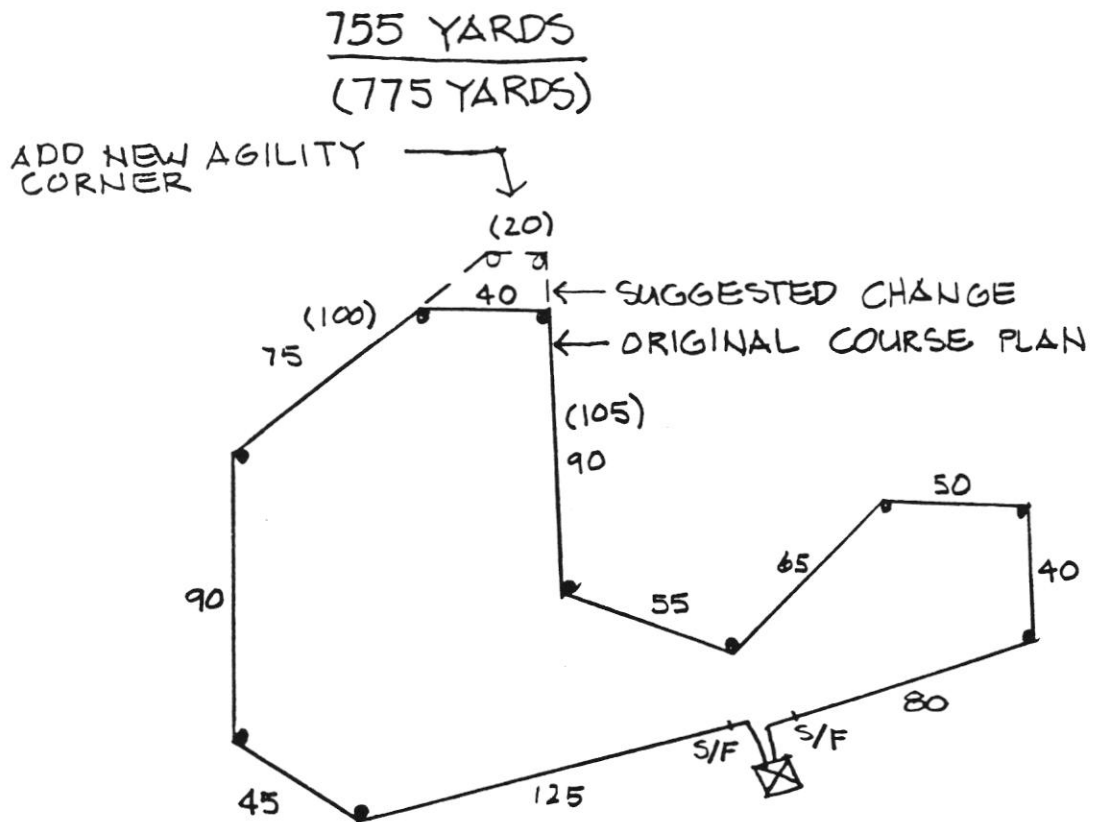 755 YARDS
(775 YARDS)
ADD NEW AGILITY
CORNER
(20)
40
SUGGESTED CHANGE
(100)
75
ORIGINAL COURSE PLAN
(105)
90
50
65
40
90
55
80
S/F
S/F
45
125